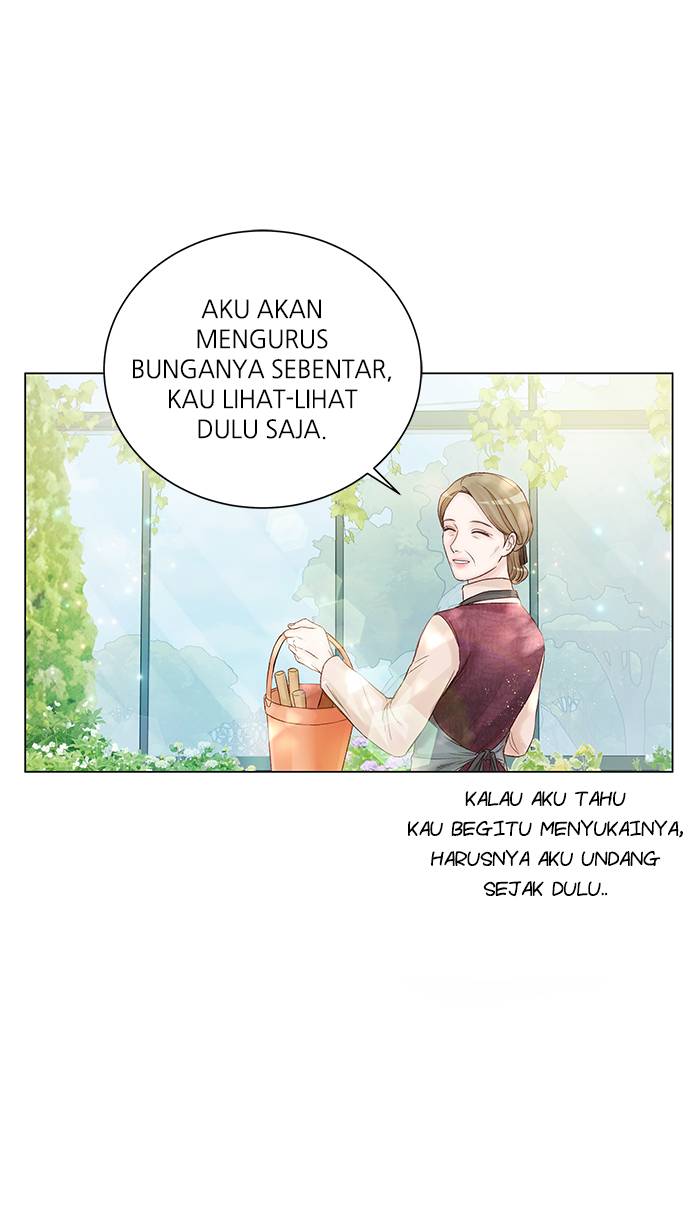 AKU AKAN
MENGURUS
BUNGANYA SEBENTAR,
KAU LIHAT-LIHAT
DULU SAJA.
KALAU AKU TAHU
KAU BEGITU MENYUKAINYA,
HARUSNYA AKU UNDANG
SEJAK DULU..